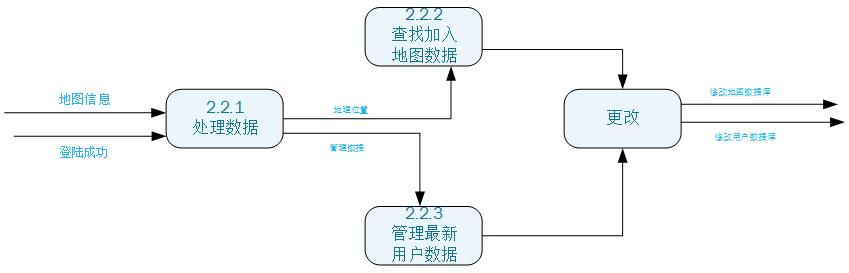 2.2.2
查找加入
地图数据
地图信息
2.2.1
处理数据
登陆成功
地理位置
管理数据
更改
修改地图数据库
修改用户数据库
2.2.3
管理最新
用户数据